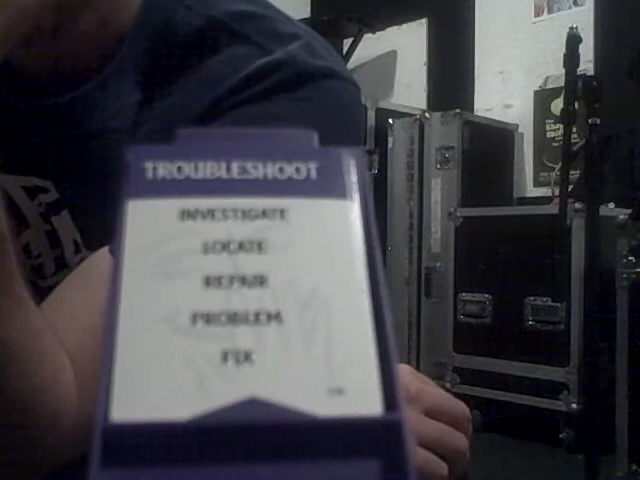 TROUBLESHOOT
INVESTIGATE
LOCATE
REPAIR
PROBLEM
FIX